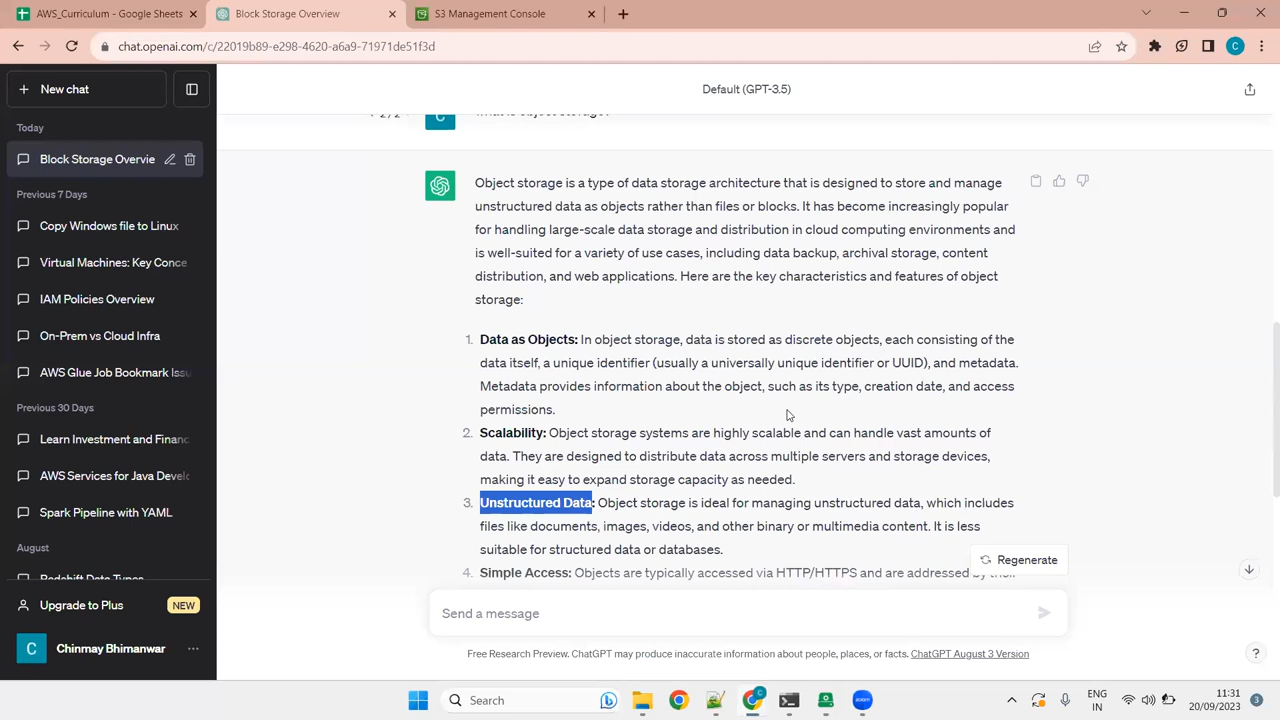 AWS_Curriculum - Google Sheets
Block Storage Overview
S3 Management Console
chat.openai.com/c/22019b89-e298-4620-a6a9-71971de51f3d
C
New chat
Default (GPT-3.5)
Today
Block Storage Overvie
Previous 7 Days
Copy Windows file to Linux
Virtual Machines: Key Conce
IAM Policies Overview
On-Prem vs Cloud Infra
AWS Glue Job Bookmark Issu
Previous 30 Days
Learn Investment and Financ
AWS Services for Java Develo
Spark Pipeline with YAML
August
Redshift Data Types
Upgrade to Plus
NEW
C
Chinmay Bhimanwar
2 / 2
C
What is object storage?
Object storage is a type of data storage architecture that is designed to store and manage
unstructured data as objects rather than files or blocks. It has become increasingly popular
for handling large-scale data storage and distribution in cloud computing environments and
is well-suited for a variety of use cases, including data backup, archival storage, content
distribution, and web applications. Here are the key characteristics and features of object
storage:
1. Data as Objects: In object storage, data is stored as discrete objects, each consisting of the
data itself, a unique identifier (usually a universally unique identifier or UUID), and metadata.
Metadata provides information about the object, such as its type, creation date, and access
permissions.
2. Scalability: Object storage systems are highly scalable and can handle vast amounts of
data. They are designed to distribute data across multiple servers and storage devices,
making it easy to expand storage capacity as needed.
3. Unstructured Data: Object storage is ideal for managing unstructured data, which includes
files like documents, images, videos, and other binary or multimedia content. It is less
suitable for structured data or databases.
4. Simple Access: Objects are typically accessed via HTTP/HTTPS and are addressed by their
Regenerate
Send a message
Free Research Preview. ChatGPT may produce inaccurate information about people, places, or facts. ChatGPT August 3 Version
?
Search
zoom
ENG
IN
11:31
20/09/2023
3